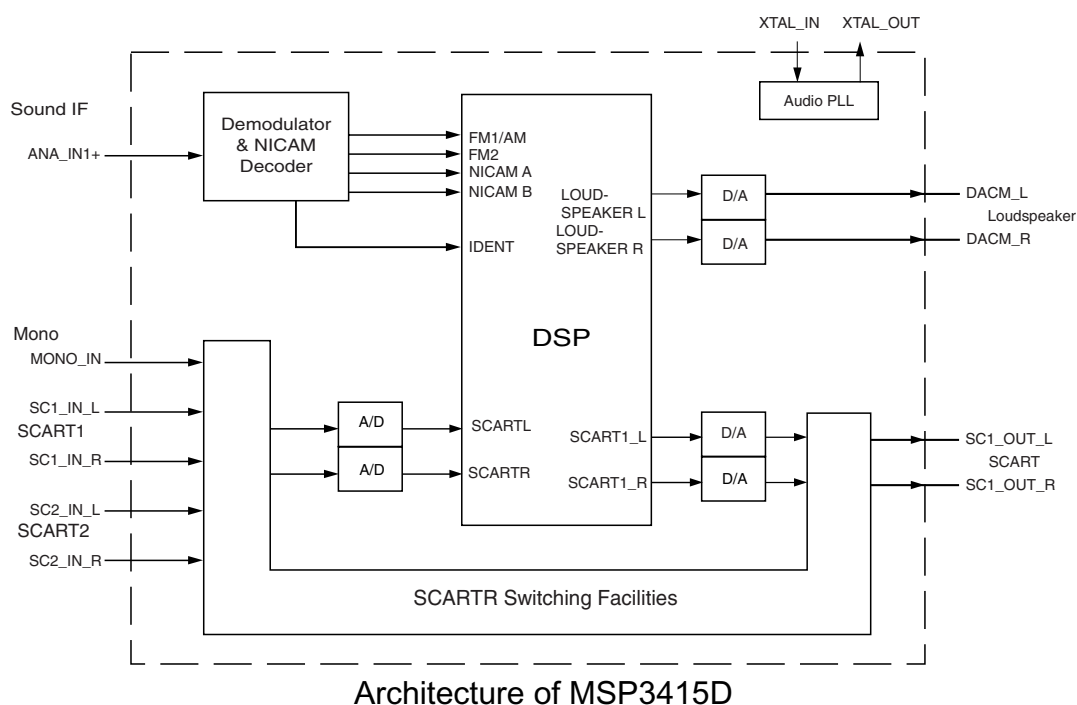 XTAL_IN
XTAL_OUT
Audio PLL
Sound IF
ANA_IN1+
Demodulator
& NICAM
Decoder
FM1/AM
FM2
NICAM A
NICAM B
IDENT
LOUD-
SPEAKER L
LOUD-
SPEAKER R
D/A
D/A
DACM_L
Loudspeaker
DACM_R
DSP
Mono
MONO_IN
SC1_IN_L
SCART1
SC1_IN_R
SC2_IN_L
SCART2
SC2_IN_R
A/D
A/D
SCARTL
SCARTR
SCART1_L
SCART1_R
D/A
D/A
SC1_OUT_L
SCART
SC1_OUT_R
SCARTR Switching Facilities
Architecture of MSP3415D